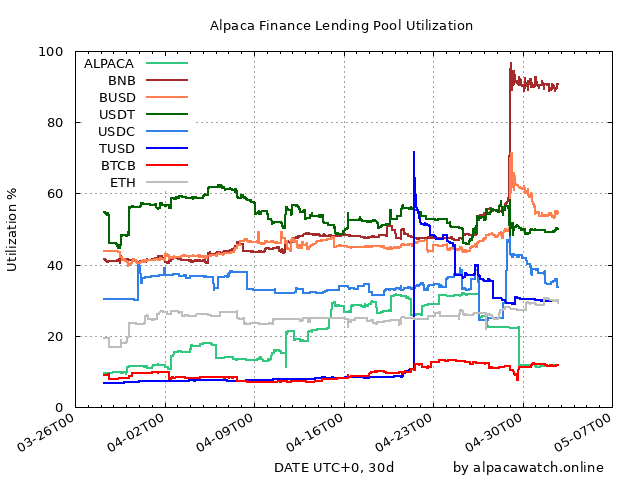 Alpaca Finance Lending Pool Utilization
Utilization %
100
80
60
40
20
0
ALPACA
BNB
BUSD
USDT
USDC
TUSD
BTCB
ETH
03-26T00
04-02T00
04-09T00
04-16T00
04-23T00
04-30T00
05-07T00
DATE UTC+0, 30d
by alpacawatch.online